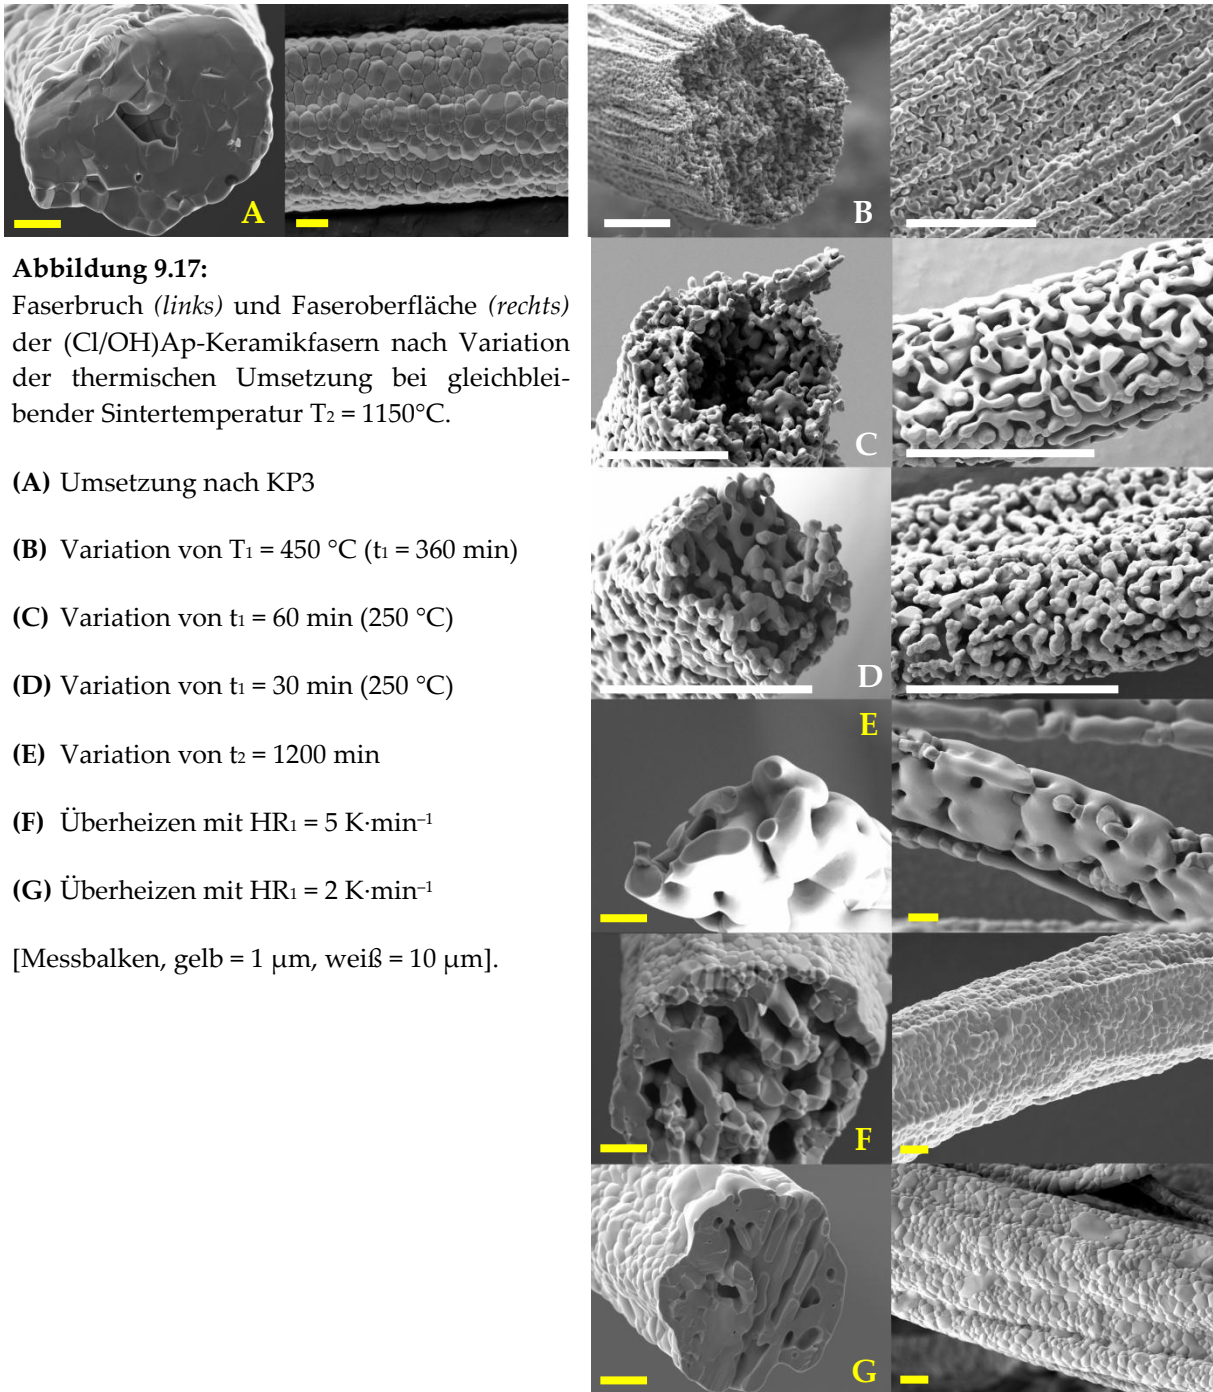 A
B
Abbildung 9.17:
Faserbruch (links) und Faseroberfläche (rechts)
der (Cl/OH)Ap-Keramikfasern nach Variation
der thermischen Umsetzung bei gleichblei-
bender Sintertemperatur T₂ = 1150°C.
(A) Umsetzung nach KP3
(B) Variation von T₁ = 450 °C (t₁ = 360 min)
(C) Variation von t₁ = 60 min (250 °C)
(D) Variation von t₁ = 30 min (250 °C)
(E) Variation von t₂ = 1200 min
(F) Überheizen mit HR₁ = 5 K·min⁻¹
(G) Überheizen mit HR₁ = 2 K·min⁻¹
[Messbalken, gelb = 1 µm, weiß = 10 µm].
C
D
E
F
G